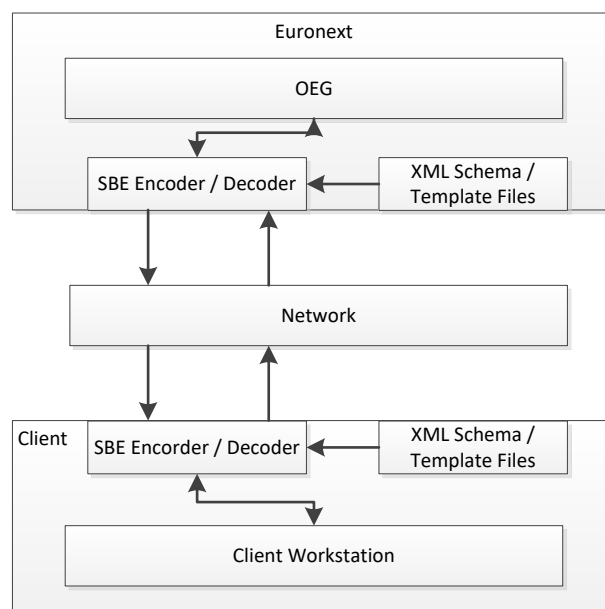 Euronext
OEG
SBE Encoder / Decoder
XML Schema /
Template Files
Network
Client
SBE Encorder / Decoder
XML Schema /
Template Files
Client Workstation